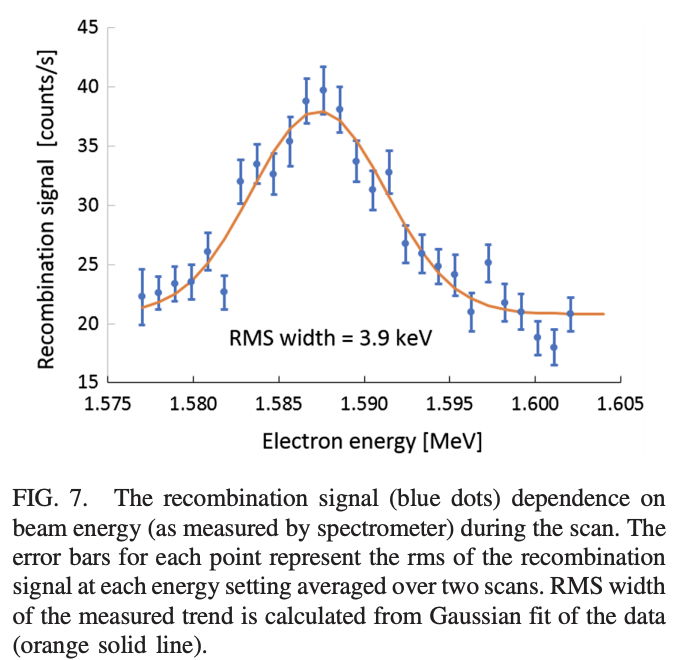 45
40
35
30
25
20
15
Recombination signal [counts/s]
RMS width = 3.9 keV
1.575 1.580 1.585 1.590 1.595 1.600 1.605
Electron energy [MeV]
FIG. 7. The recombination signal (blue dots) dependence on
beam energy (as measured by spectrometer) during the scan. The
error bars for each point represent the rms of the recombination
signal at each energy setting averaged over two scans. RMS width
of the measured trend is calculated from Gaussian fit of the data
(orange solid line).